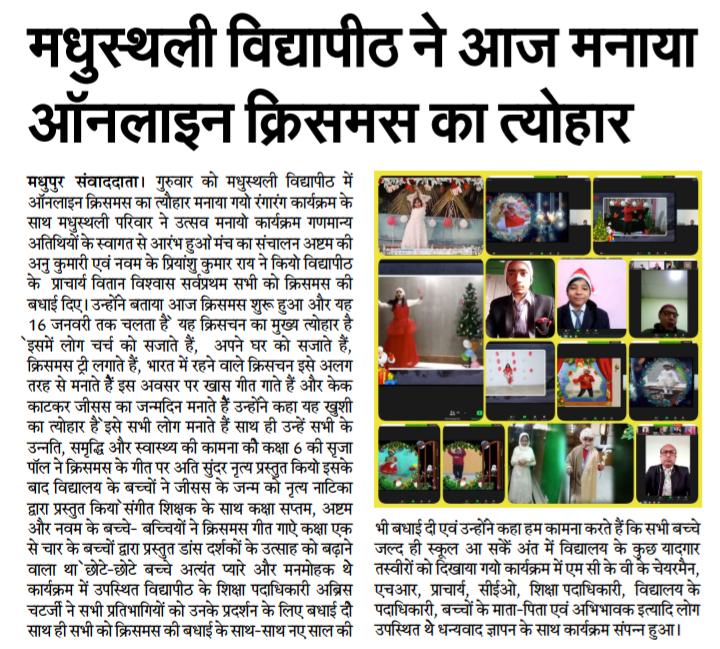 मधुस्थली विद्यापीठ ने आज मनाया
ऑनलाइन क्रिसमस का त्योहार
मधुपुर संवाददाता। गुरुवार को मधुस्थली विद्यापीठ में
ऑनलाइन क्रिसमस का त्यौहार मनाया गयो रंगारंग कार्यक्रम के
साथ मधुस्थली परिवार ने उत्सव मनायो कार्यक्रम गणमान्य
अतिथियों के स्वागत से आरंभ हुओ मंच का संचालन अष्टम की
अनु कुमारी एवं नवम के प्रियांशु कुमार राय ने कियो विद्यापीठ
के प्राचार्य वितान विश्वास सर्वप्रथम सभी को क्रिसमस की
बधाई दिए। उन्होंने बताया आज क्रिसमस शुरू हुआ और यह
16 जनवरी तक चलता है` यह क्रिसचन का मुख्य त्योहार है
`इसमें लोग चर्च को सजाते हैं, अपने घर को सजाते हैं,
क्रिसमस ट्री लगाते हैं, भारत में रहने वाले क्रिसचन इसे अलग
तरह से मनाते हैं इस अवसर पर खास गीत गाते हैं और केक
काटकर जीसस का जन्मदिन मनाते हैं उन्होंने कहा यह खुशी
का त्योहार है`इसे सभी लोग मनाते हैं साथ ही उन्हें सभी के
उन्नति, समृद्धि और स्वास्थ्य की कामना की कक्षा 6 की सृजा
पॉल ने क्रिसमस के गीत पर अति सुंदर नृत्य प्रस्तुत कियो इसके
बाद विद्यालय के बच्चों ने जीसस के जन्म को नृत्य नाटिका
द्वारा प्रस्तुत किया`संगीत शिक्षक के साथ कक्षा सप्तम, अष्टम
और नवम के बच्चे- बच्चियों ने क्रिसमस गीत गाऐ कक्षा एक
से चार के बच्चों द्वारा प्रस्तुत डांस दर्शकों के उत्साह को बढ़ाने
वाला था`छोटे-छोटे बच्चे अत्यंत प्यारे और मनमोहक थे
कार्यक्रम में उपस्थित विद्यापीठ के शिक्षा पदाधिकारी अब्रिस
चटर्जी ने सभी प्रतिभागियों को उनके प्रदर्शन के लिए बधाई दी
साथ ही सभी को क्रिसमस की बधाई के साथ-साथ नए साल की
भी बधाई दी एवं उन्होंने कहा हम कामना करते हैं कि सभी बच्चे
जल्द ही स्कूल आ सकें अंत में विद्यालय के कुछ यादगार
तस्वीरों को दिखाया गयो कार्यक्रम में एम सी के वी के चेयरमैन,
एचआर, प्राचार्य, सीईओ, शिक्षा पदाधिकारी, विद्यालय के
पदाधिकारी, बच्चों के माता-पिता एवं अभिभावक इत्यादि लोग
उपस्थित थे धन्यवाद ज्ञापन के साथ कार्यक्रम संपन्न हुआ।